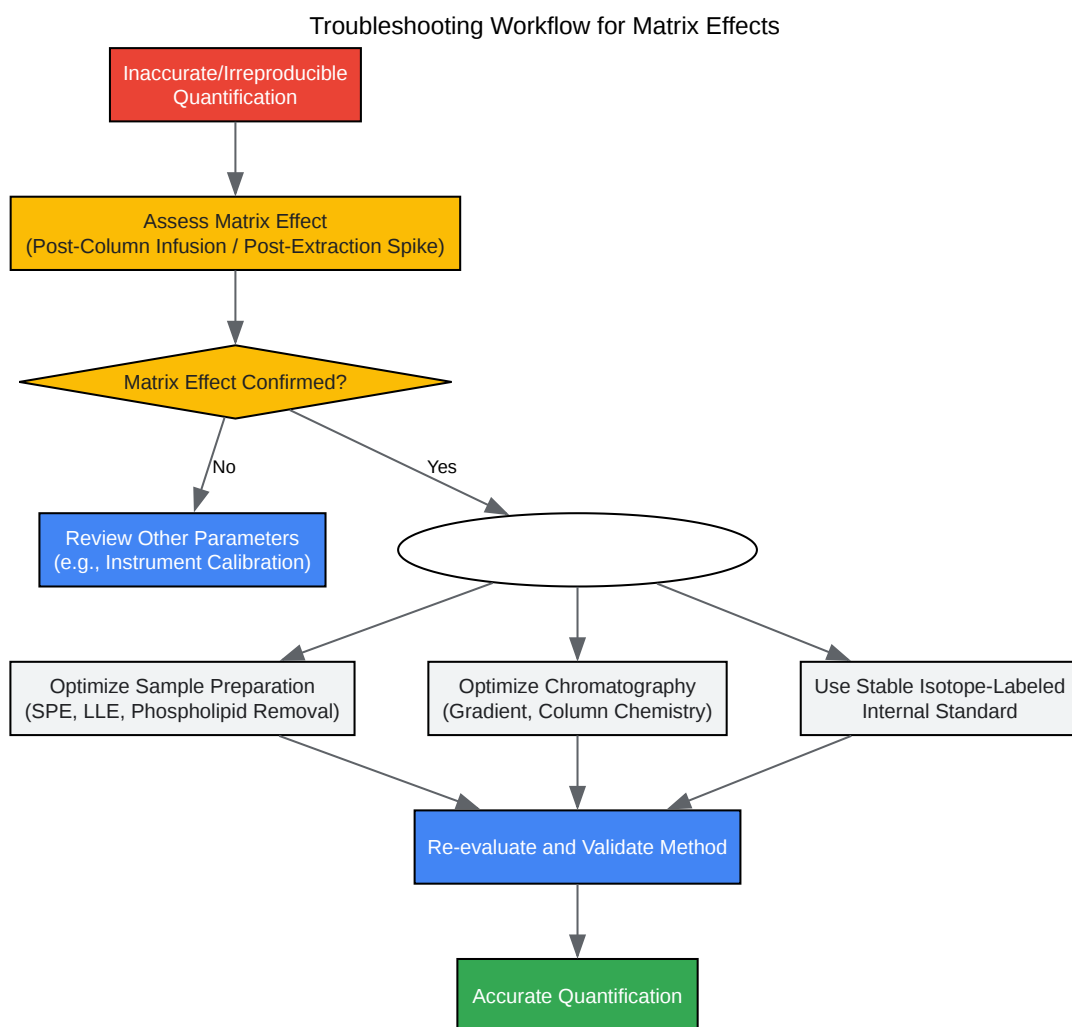 Troubleshooting Workflow for Matrix Effects
Inaccurate/Irreproducible
Quantification
Assess Matrix Effect
(Post-Column Infusion / Post-Extraction Spike)
Matrix Effect Confirmed?
No
Yes
Review Other Parameters
(e.g., Instrument Calibration)
Optimize Sample Preparation
(SPE, LLE, Phospholipid Removal)
Optimize Chromatography
(Gradient, Column Chemistry)
Use Stable Isotope-Labeled
Internal Standard
Re-evaluate and Validate Method
Accurate Quantification